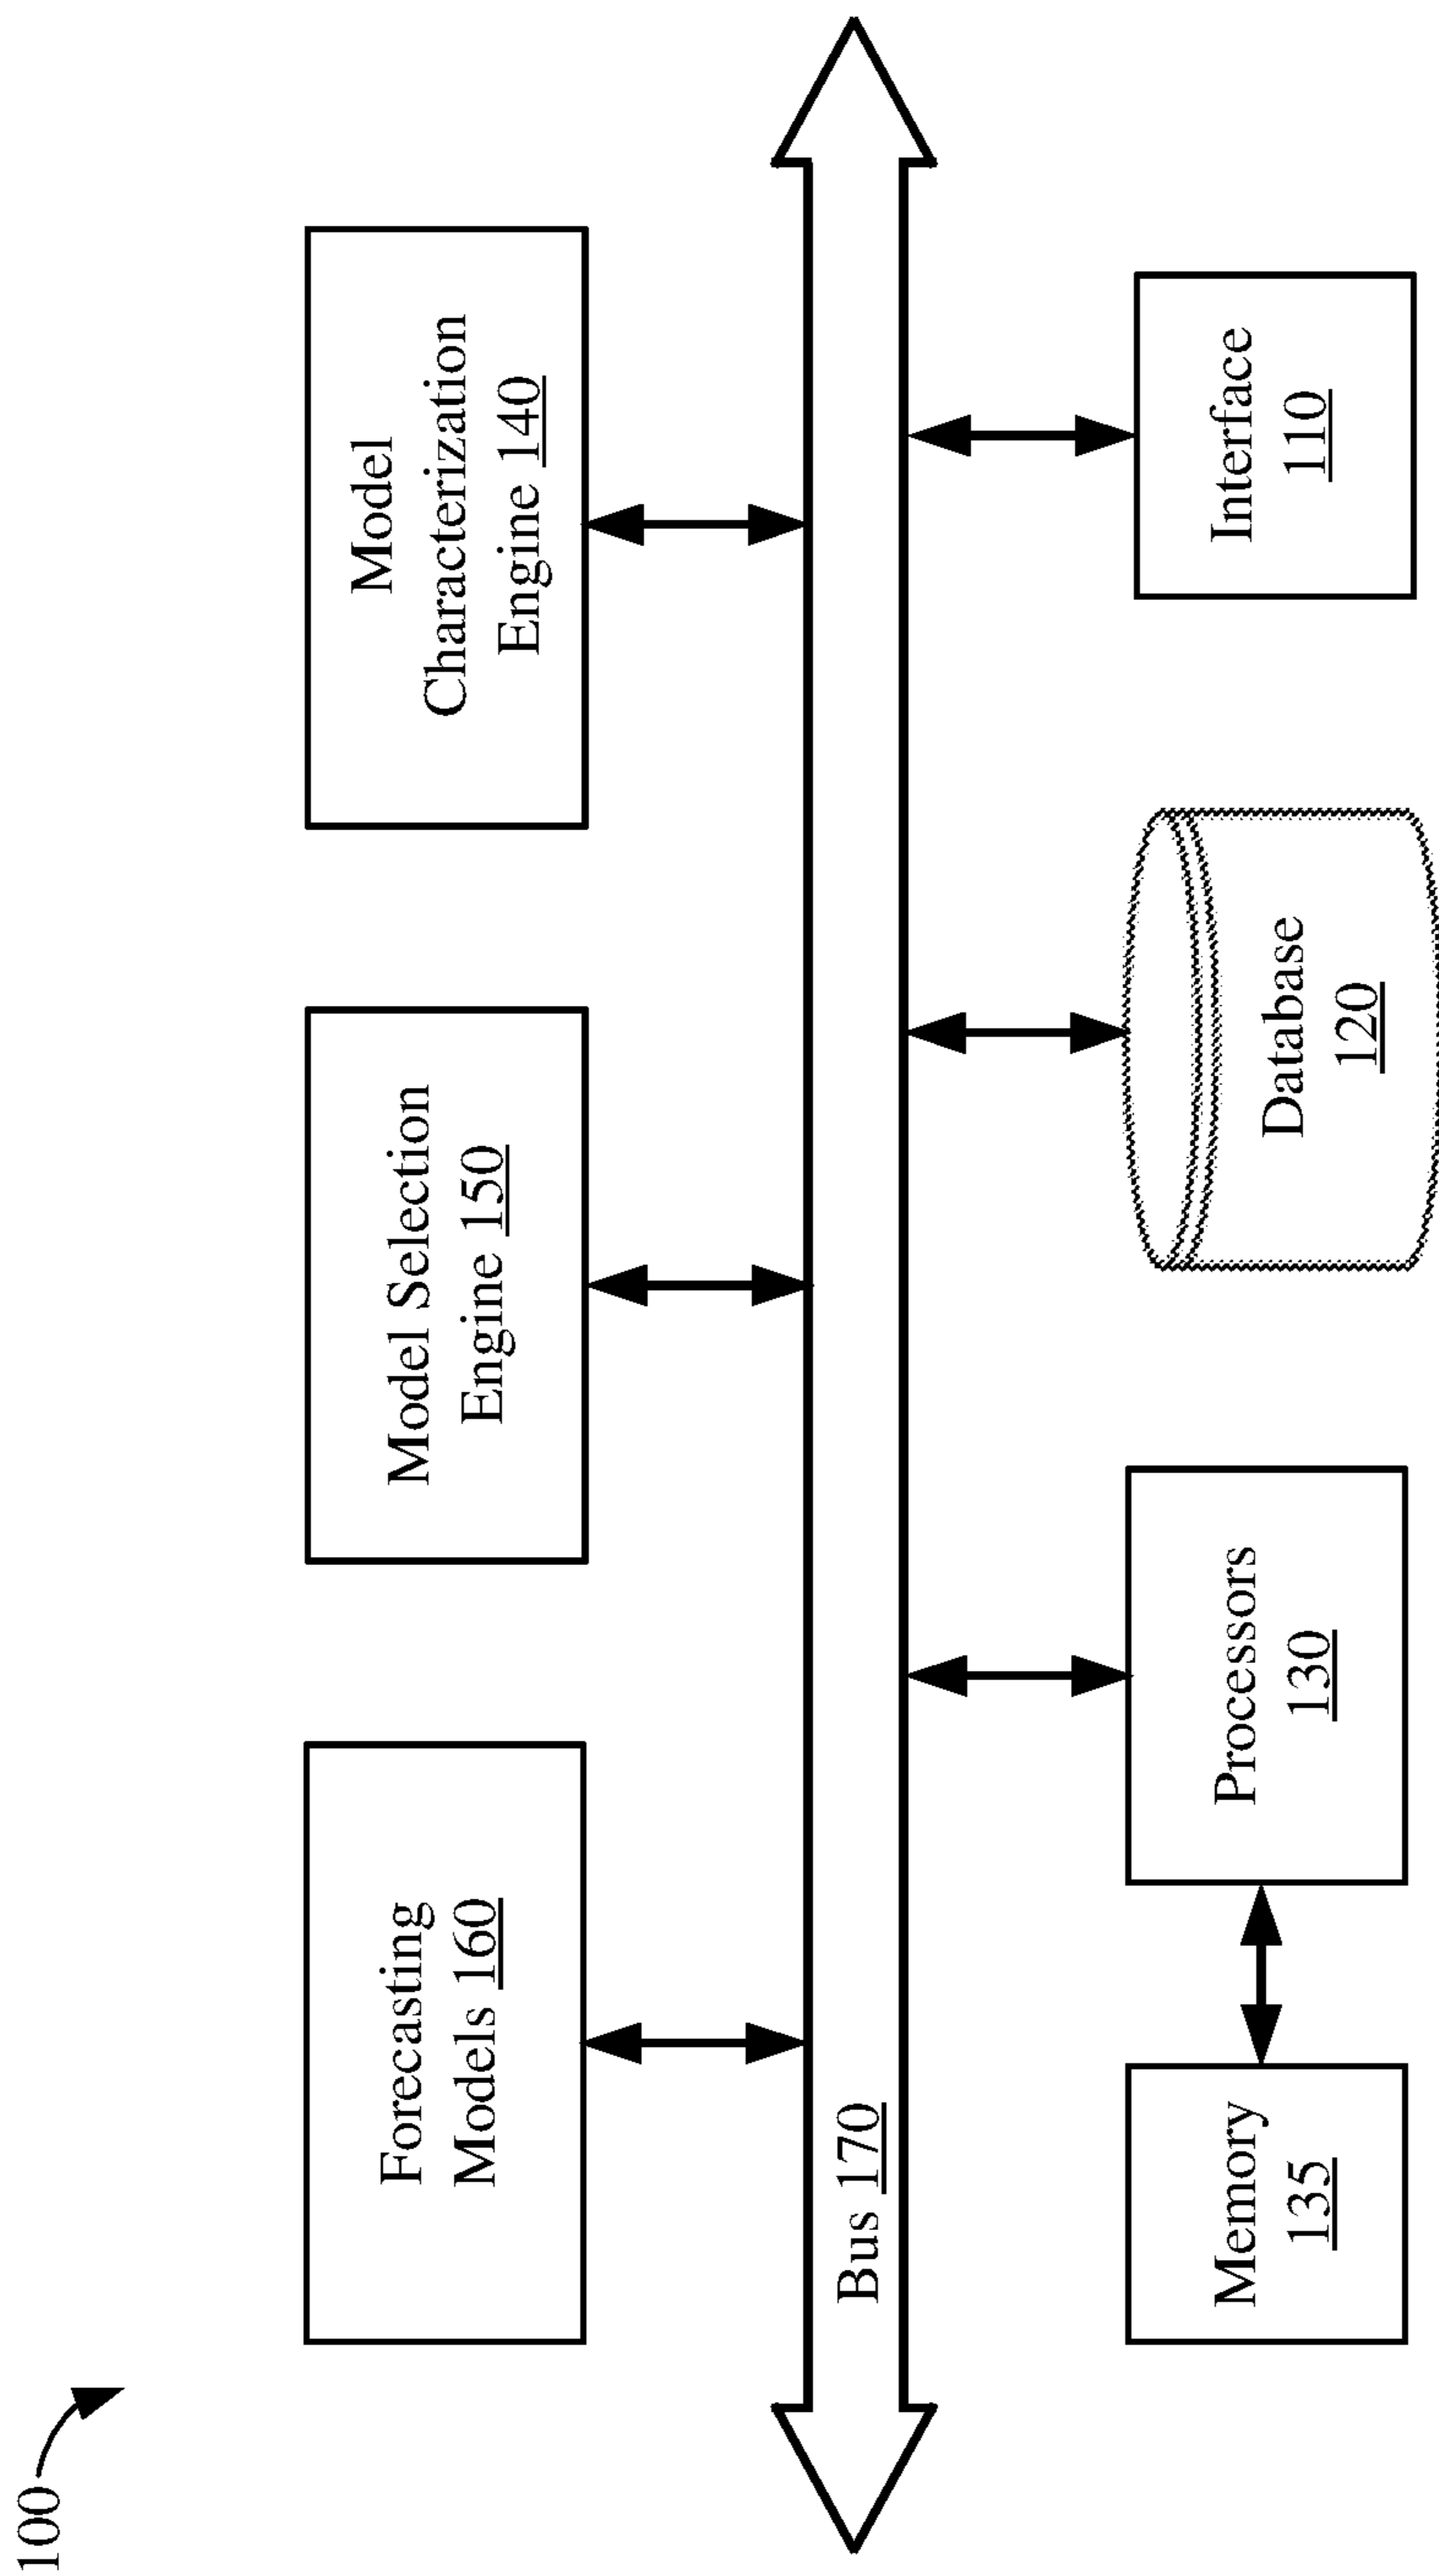 100
Forecasting
Models 160
Model Selection
Engine 150
Model
Characterization
Engine 140
Bus 170
Memory
135
Processors
130
Database
120
Interface
110